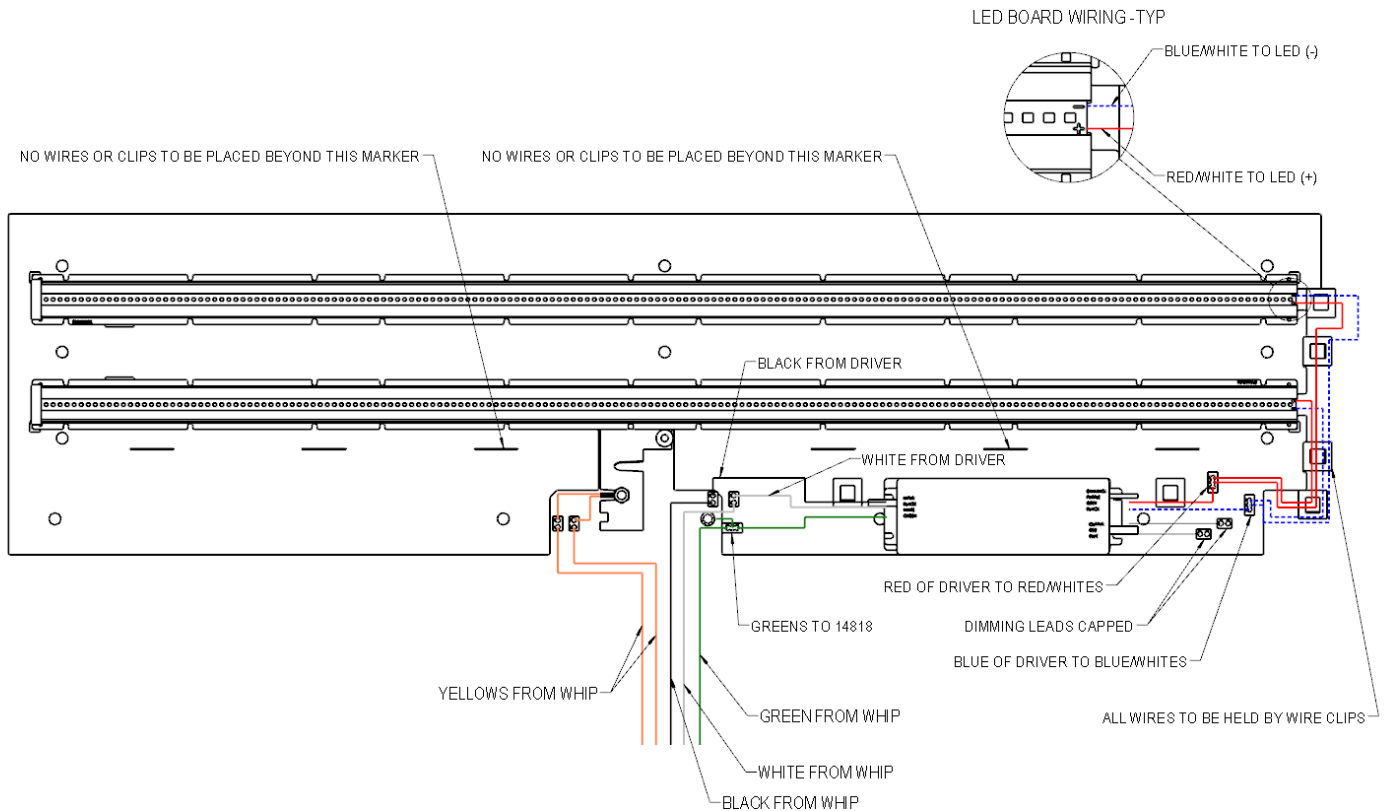 LED BOARD WIRING - TYP
BLUE/WHITE TO LED (-)
NO WIRES OR CLIPS TO BE PLACED BEYOND THIS MARKER
NO WIRES OR CLIPS TO BE PLACED BEYOND THIS MARKER
RED/WHITE TO LED (+)
BLACK FROM DRIVER
WHITE FROM DRIVER
RED OF DRIVER TO RED/WHITES
GREENS TO 14818
DIMMING LEADS CAPPED
BLUE OF DRIVER TO BLUE/WHITES
YELLOWS FROM WHIP
GREEN FROM WHIP
ALL WIRES TO BE HELD BY WIRE CLIPS
WHITE FROM WHIP
BLACK FROM WHIP